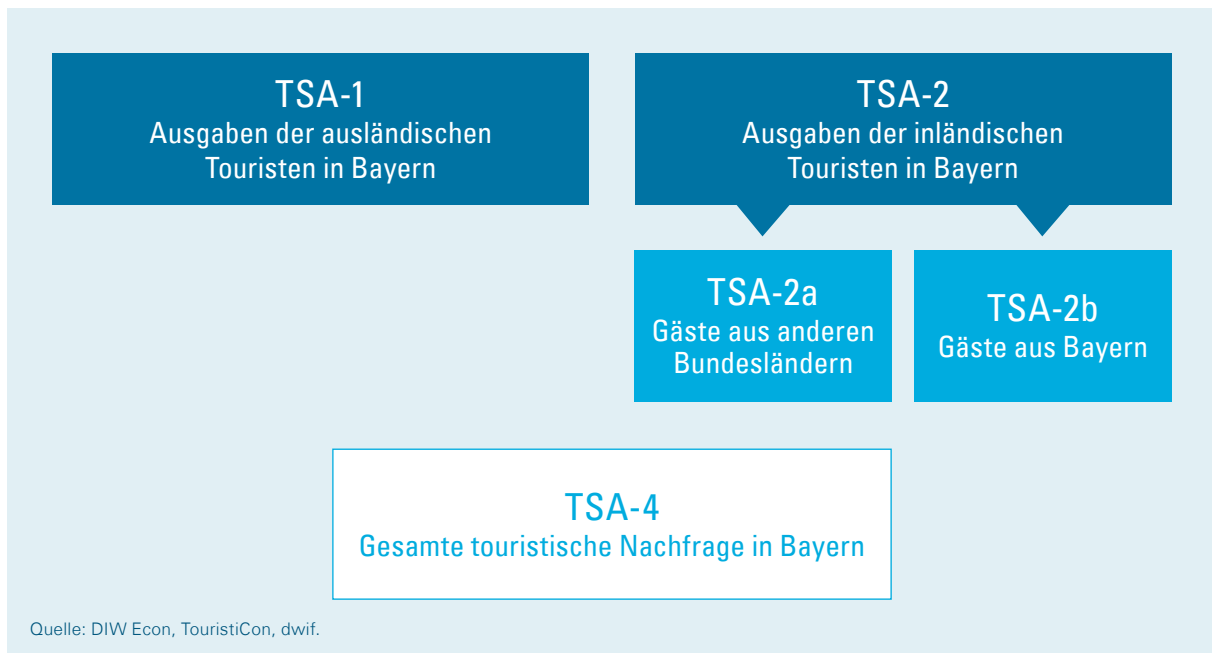 TSA-1
Ausgaben der ausländischen
Touristen in Bayern
TSA-2
Ausgaben der inländischen
Touristen in Bayern
TSA-2a
Gäste aus anderen
Bundesländern
TSA-2b
Gäste aus Bayern
TSA-4
Gesamte touristische Nachfrage in Bayern
Quelle: DIW Econ, TouristiCon, dwif.